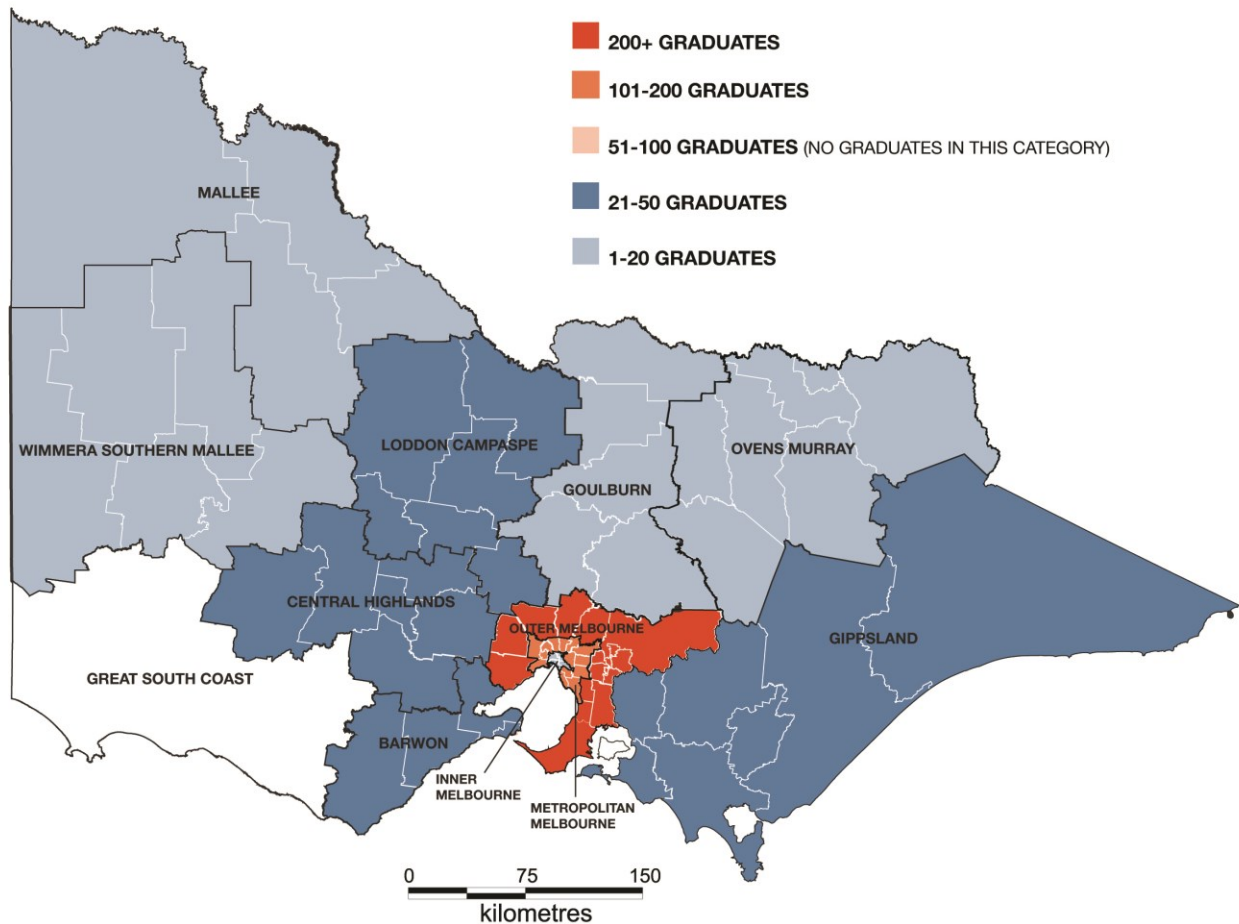 200+ GRADUATES
101-200 GRADUATES
51-100 GRADUATES (NO GRADUATES IN THIS CATEGORY)
21-50 GRADUATES
1-20 GRADUATES
MALLEE
WIMMERA SOUTHERN MALLEE
LODDON CAMPASPE
OVENS MURRAY
GOULBURN
CENTRAL HIGHLANDS
OUTER MELBOURNE
GIPPSLAND
GREAT SOUTH COAST
BARWON
INNER
MELBOURNE
METROPOLITAN
MELBOURNE
0 75 150
kilometres